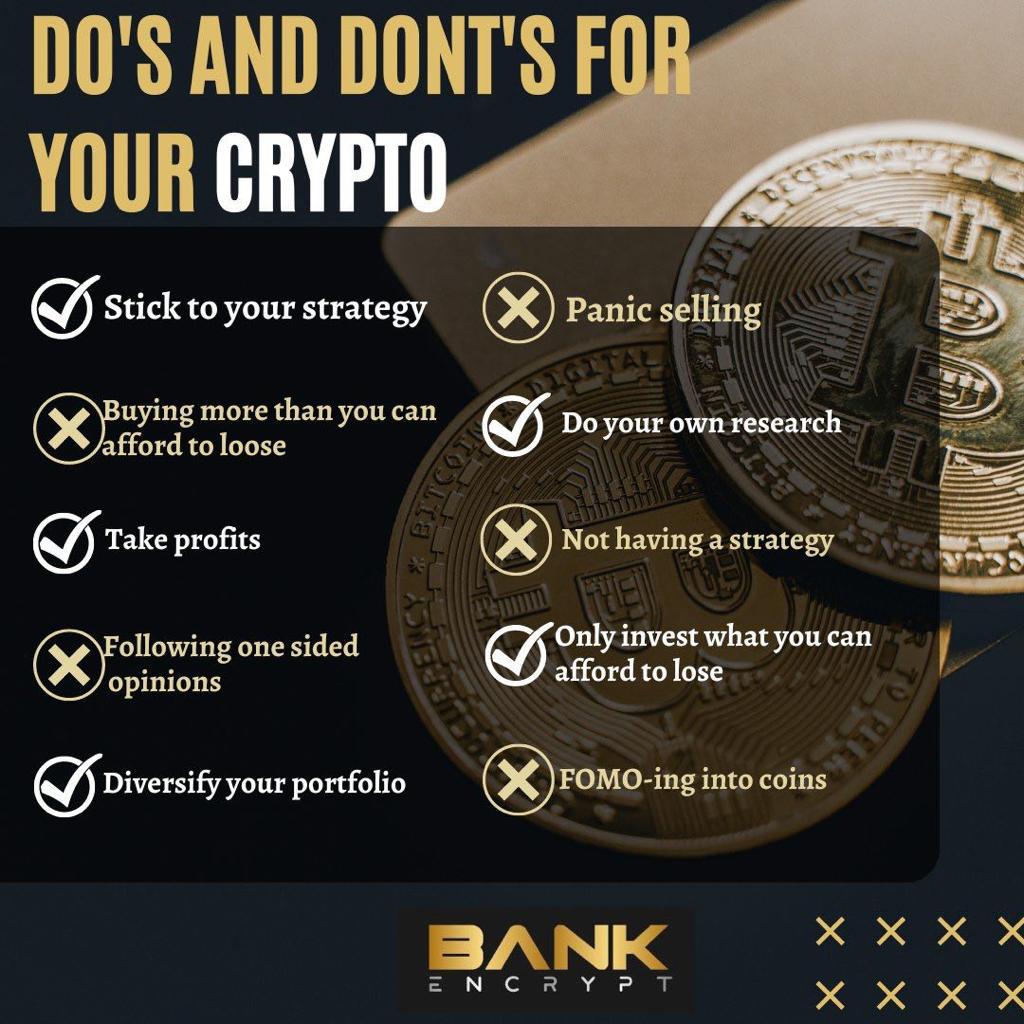 DO'S AND DONT'S FOR
YOUR CRYPTO
Stick to your strategy
Panic selling
Buying more than you can
afford to loose
Do your own research
Take profits
Not having a strategy
Following one sided
opinions
Only invest what you can
afford to lose
Diversify your portfolio
FOMO-ing into coins
BANK
ENCRYPT
DIGITAL
BITCOIN